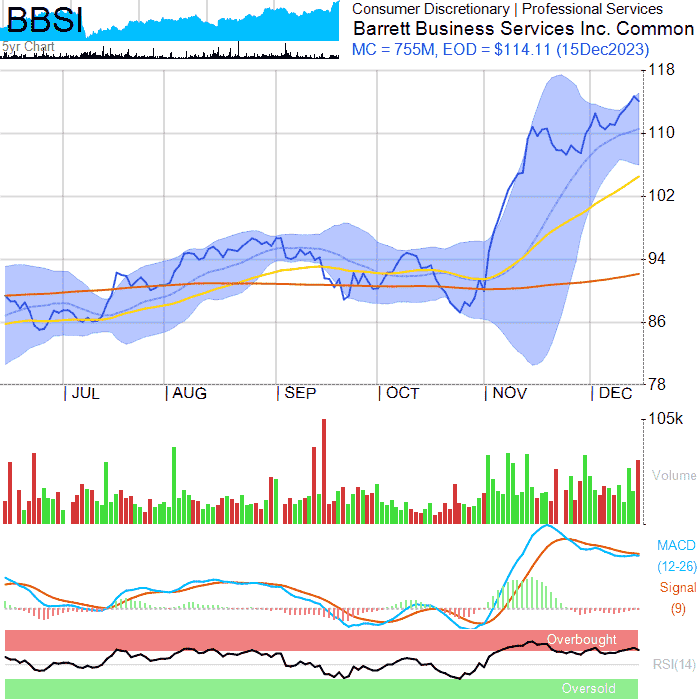 BBSI
5yr Chart
Consumer Discretionary | Professional Services
Barrett Business Services Inc. Common
MC = 755M, EOD = $114.11 (15Dec2023)
118
110
102
94
86
78
JUL
AUG
SEP
OCT
NOV
DEC
105k
Volume
MACD
(12-26)
Signal
(9)
Overbought
RSI(14)
Oversold